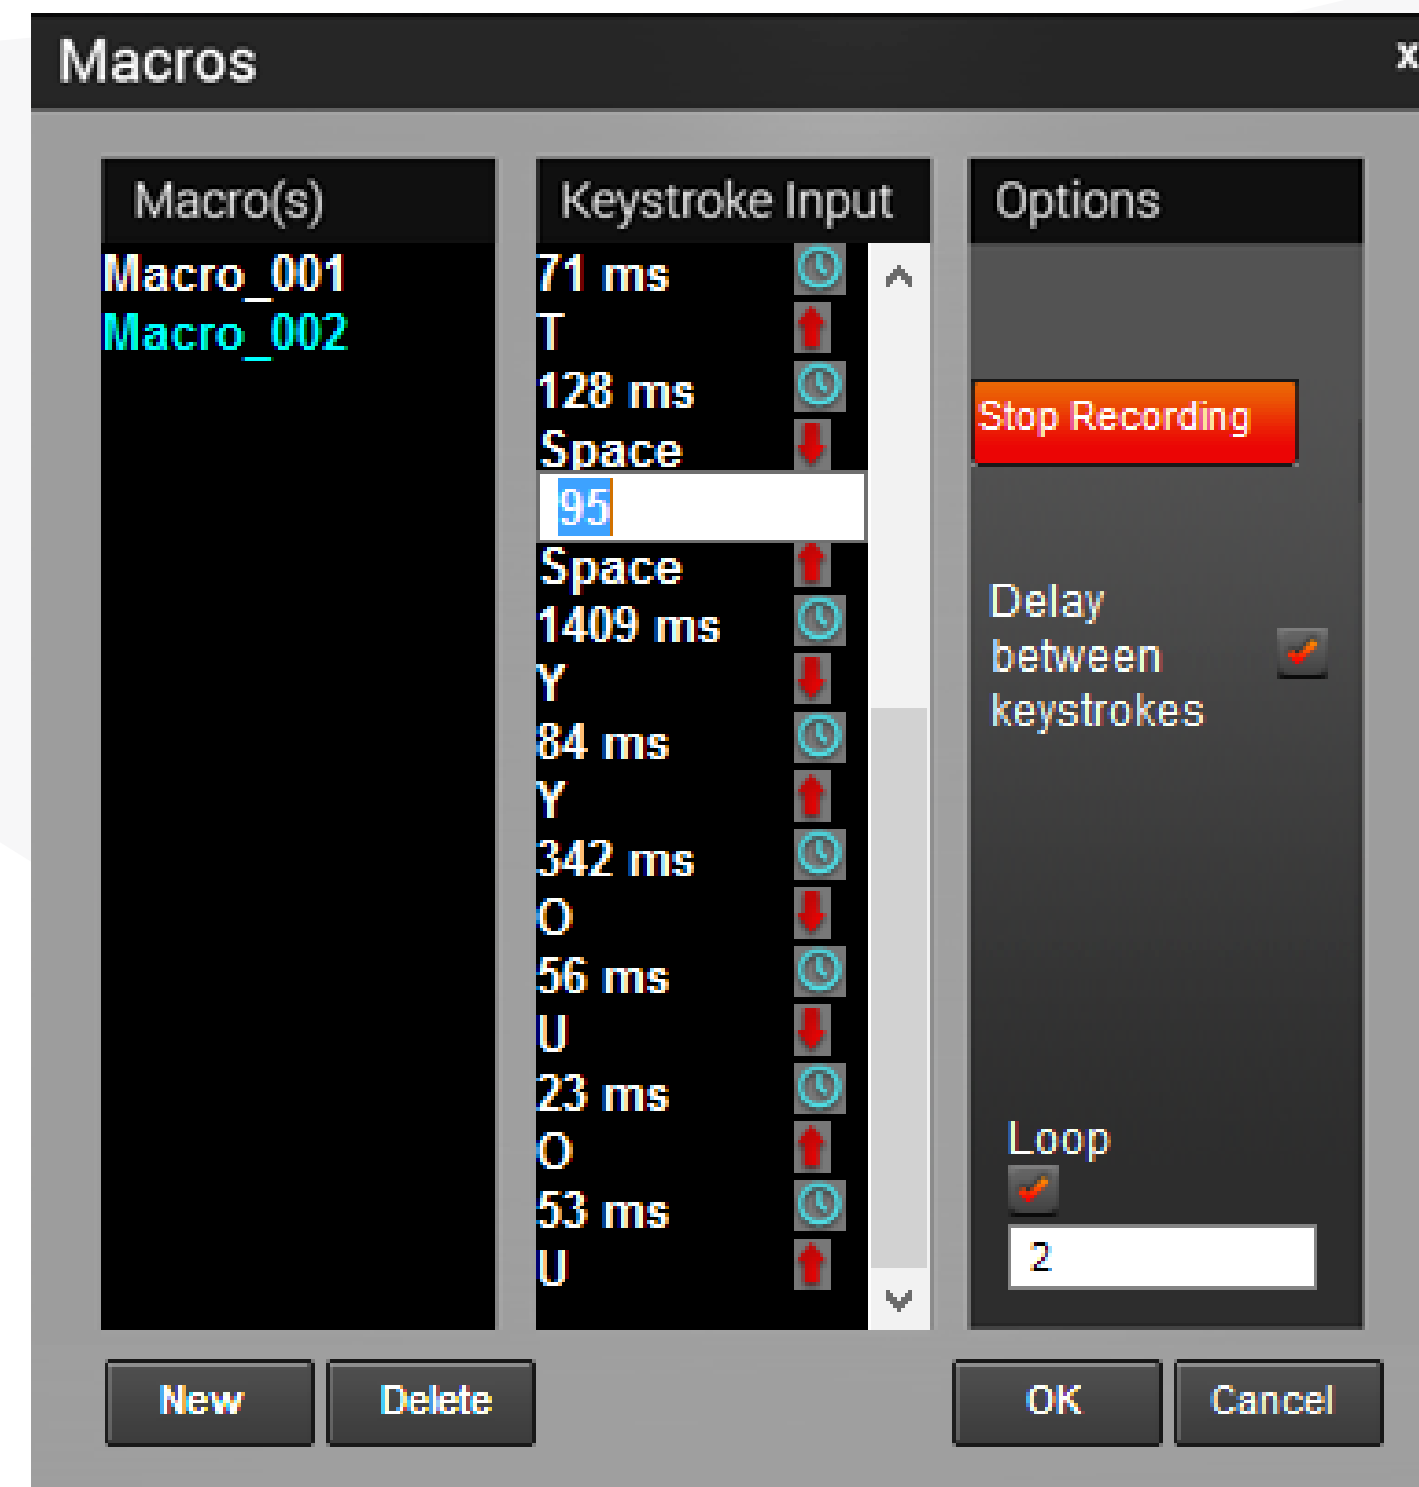 Macros
x
Macro(s)
Macro_001
Macro_002
Keystroke Input
71 ms
T
128 ms
Space
95
Space
1409 ms
Y
84 ms
Y
342 ms
O
56 ms
U
23 ms
O
53 ms
U
Options
Stop Recording
Delay
between
keystrokes
Loop
2
New
Delete
OK
Cancel